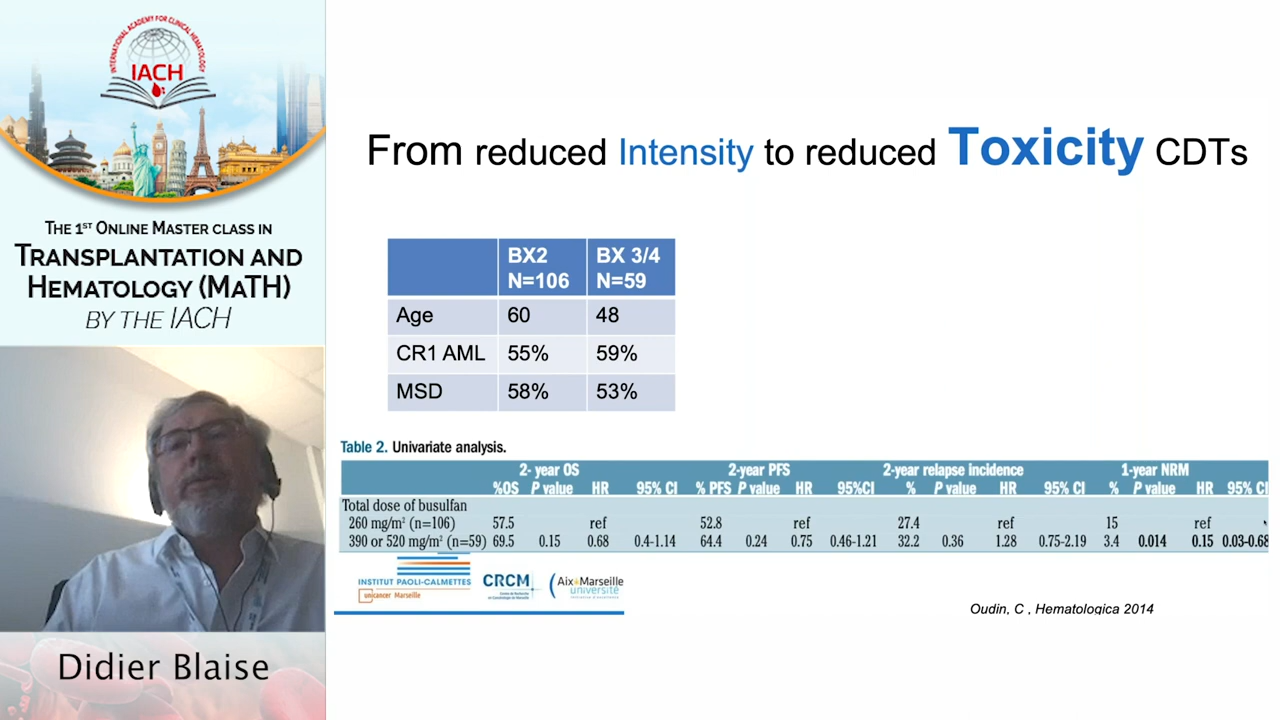 INTERNATIONAL ACADEMY FOR CLINICAL HEMATOLOGY
IACH
THE 1ST ONLINE MASTER CLASS IN
TRANSPLANTATION AND
HEMATOLOGY (MATH)
BY THE IACH
Didier Blaise
From reduced Intensity to reduced Toxicity CDTs
BX2 BX 3/4
N=106 N=59
Age 60 48
CR1 AML 55% 59%
MSD 58% 53%
Table 2. Univariate analysis.
2- year OS 2-year PFS 2-year relapse incidence 1-year NRM
%OS P value HR 95% CI % PFS P value HR 95%CI % P value HR 95% CI % P value HR 95% CI
Total dose of busulfan
260 mg/m² (n=106) 57.5 ref 52.8 ref 27.4 ref 15 ref
390 or 520 mg/m² (n=59) 69.5 0.15 0.68 0.4-1.14 64.4 0.24 0.75 0.46-1.21 32.2 0.36 1.28 0.75-2.19 3.4 0.014 0.15 0.03-0.68
INSTITUT PAOLI-CALMETTES
unicancer Marseille
CRCM
Aix*Marseille
université
Oudin, C , Hematologica 2014